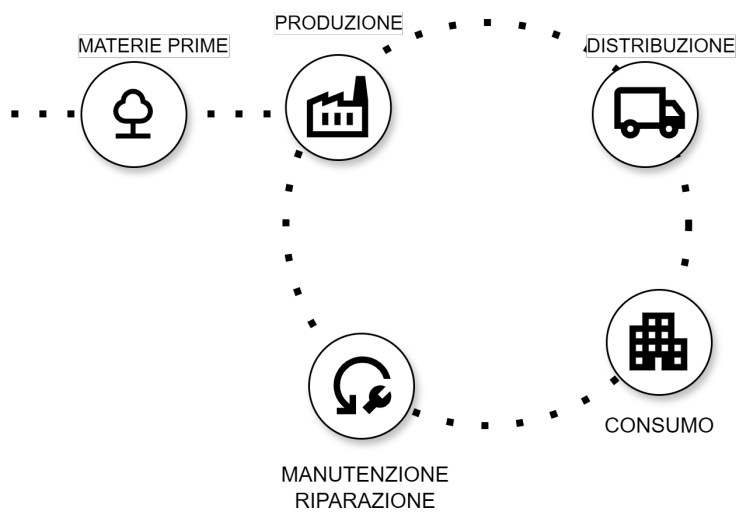 PRODUZIONE
MATERIE PRIME
DISTRIBUZIONE
CONSUMO
MANUTENZIONE
RIPARAZIONE